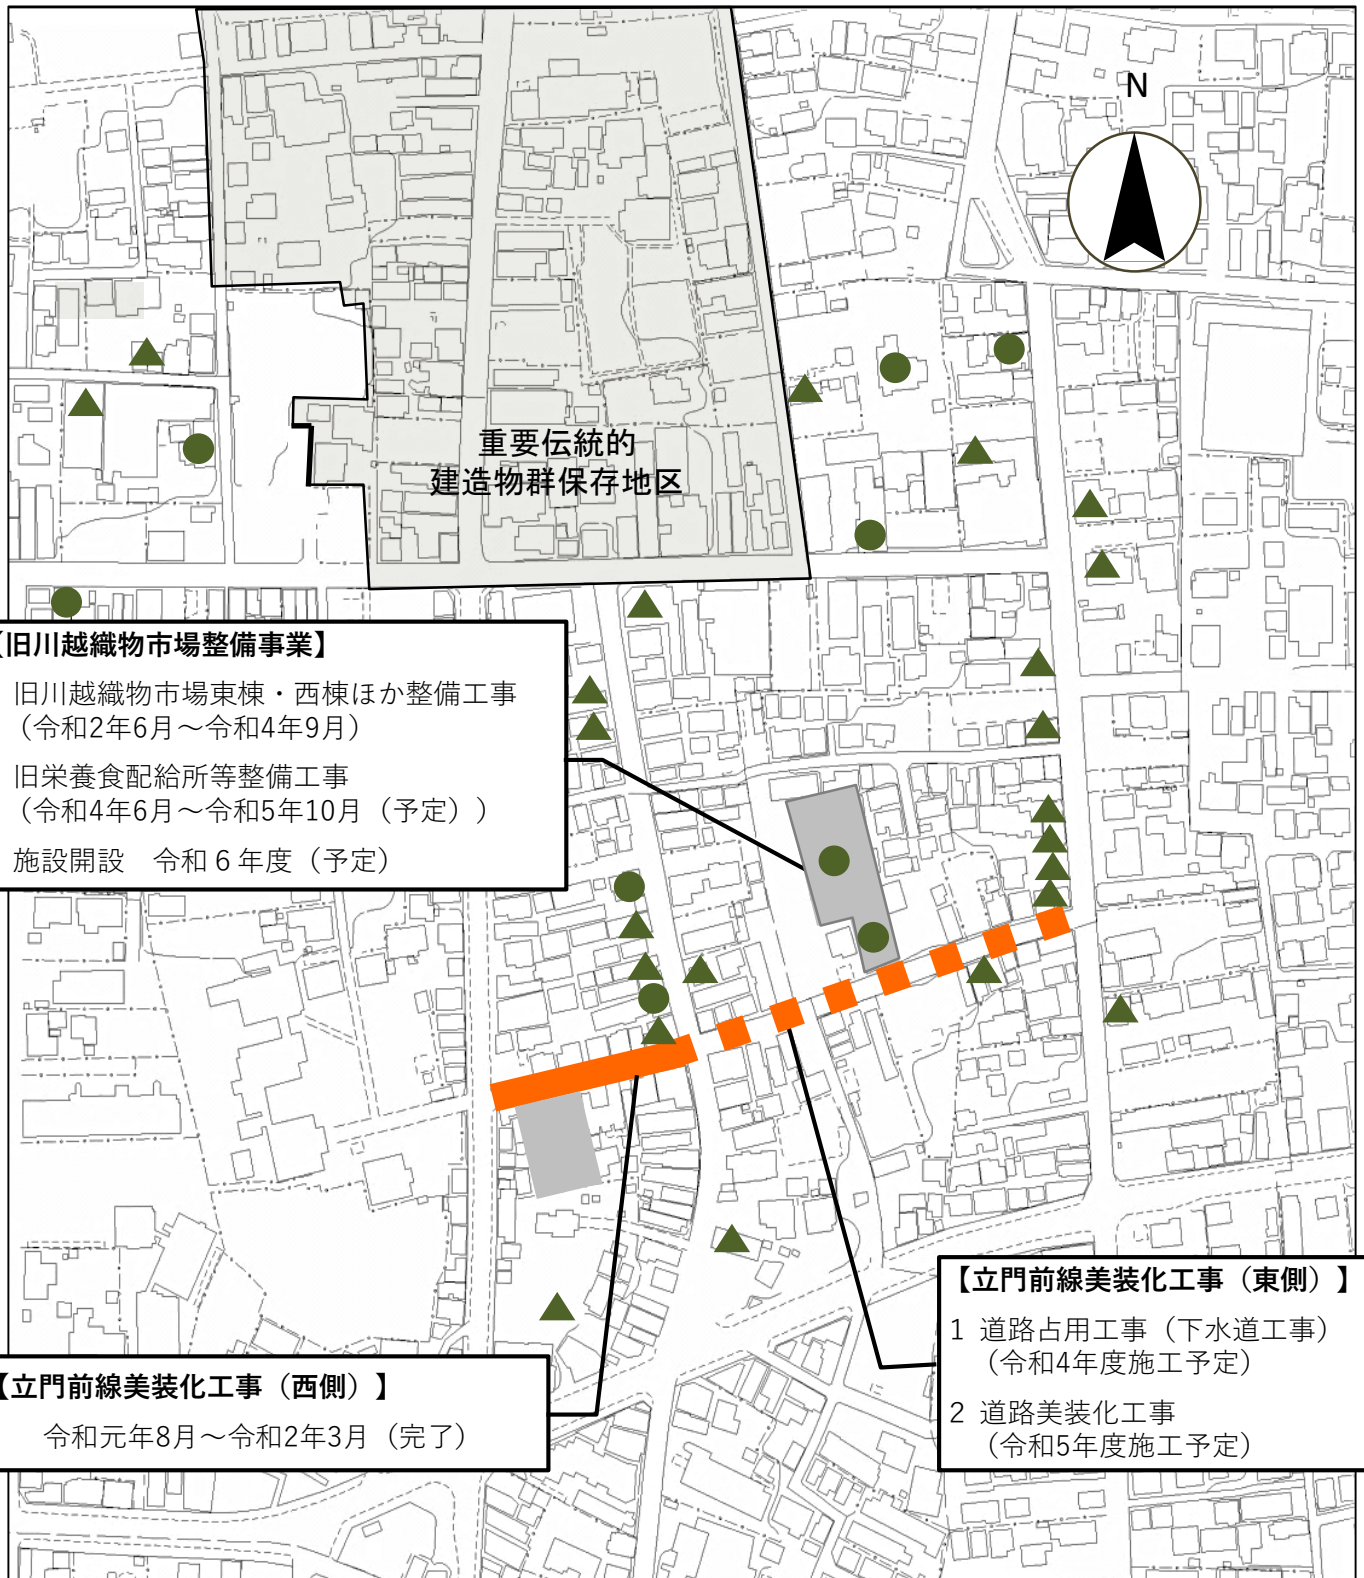 N
重要伝統的
建造物群保存地区
【旧川越織物市場整備事業】
旧川越織物市場東棟・西棟ほか整備工事
（令和2年6月～令和4年9月）
旧栄養食配給所等整備工事
（令和4年6月～令和5年10月（予定））
施設開設　令和６年度（予定）
【立門前線美装化工事（東側）】
1 道路占用工事（下水道工事）
（令和4年度施工予定）
2 道路美装化工事
（令和5年度施工予定）
【立門前線美装化工事（西側）】
令和元年8月～令和2年3月（完了）